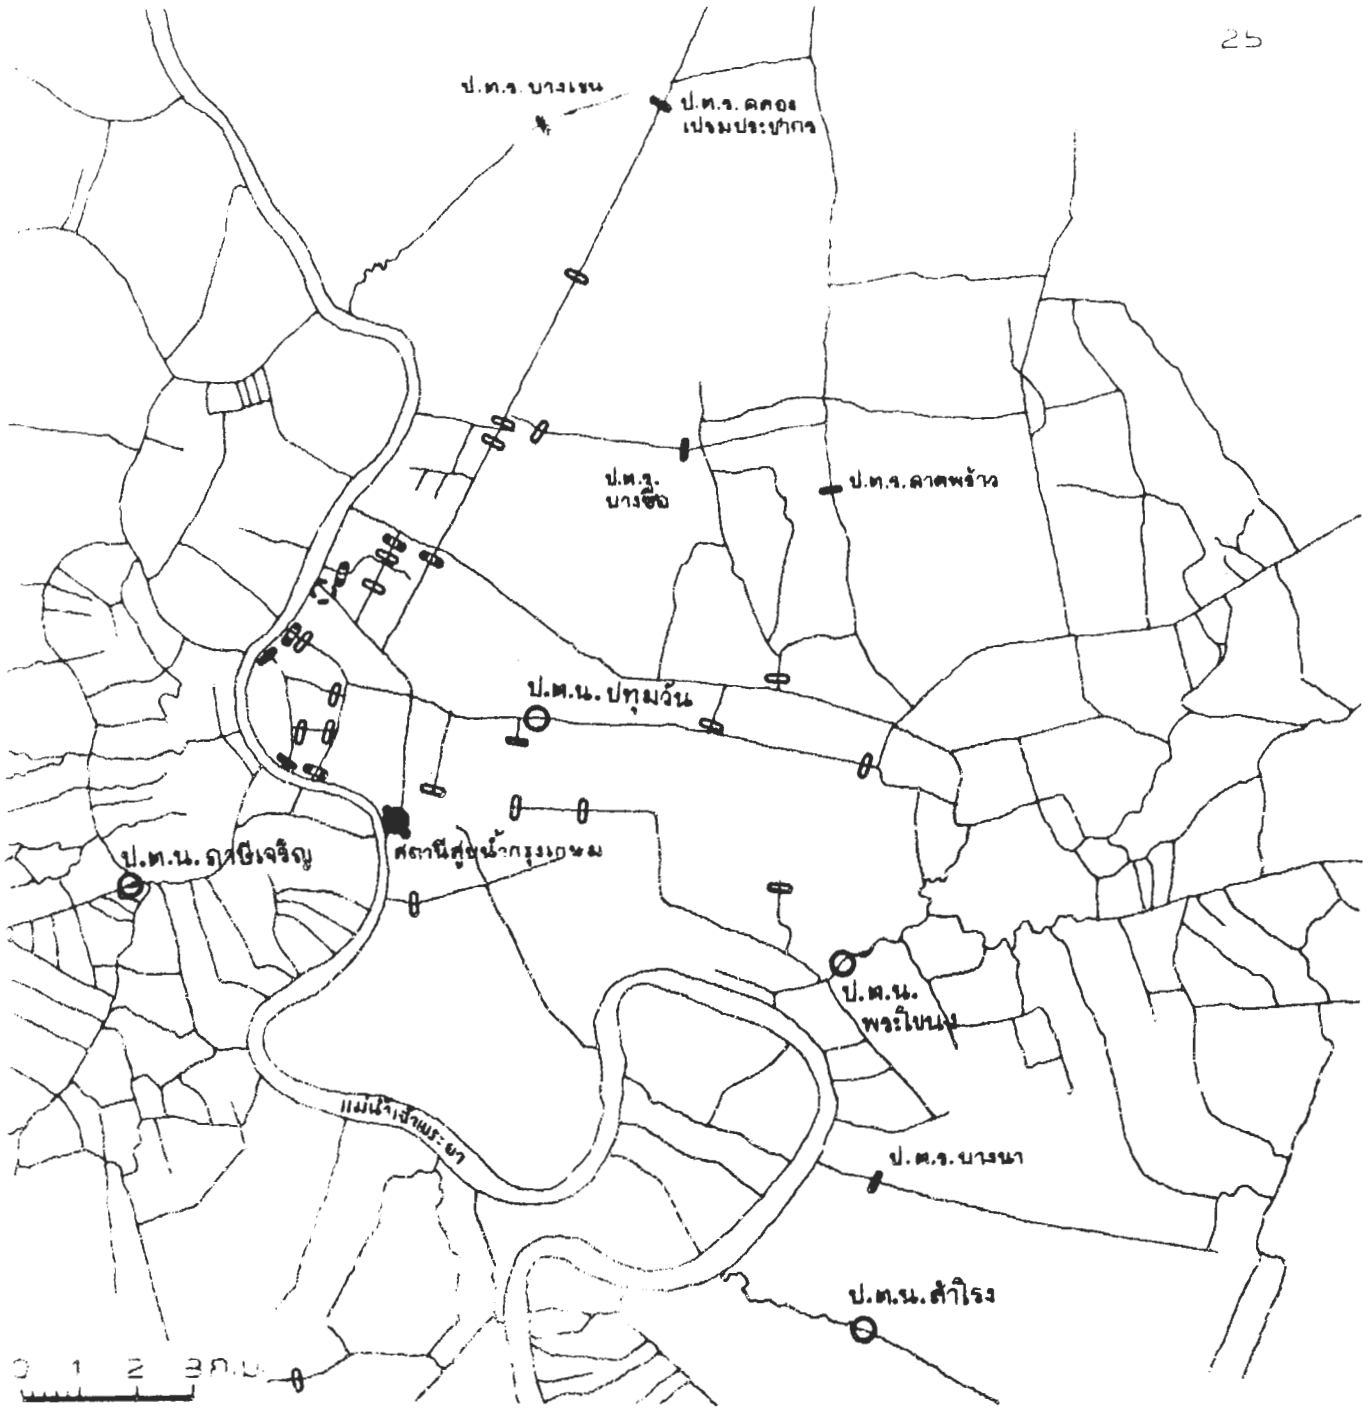 25
ป.ต.ร. บางเขน
ป.ต.ร. คลอง
เปรมประชากร
ป.ต.ร.
บางซื่อ
ป.ต.ร. ลาดพร้าว
ป.ต.น. ปทุมวัน
สถานีสูบน้ำกรุงเกษม
ป.ต.น. ภาษีเจริญ
ป.ต.น.
พระโขนง
แม่น้ำเจ้าพระยา
ป.ต.ร. บางนา
ป.ต.น. สำโรง
0 1 2 3 ก.ม.